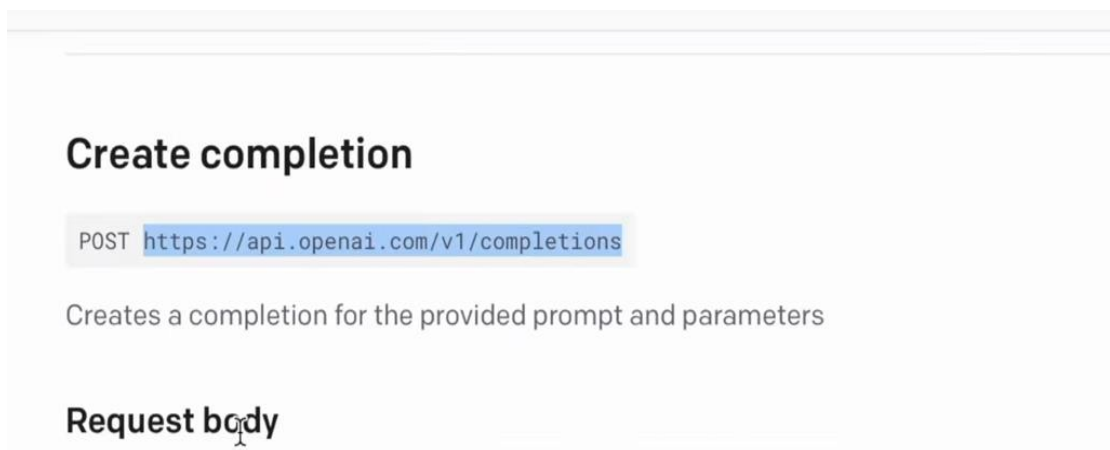 Create completion
POST https://api.openai.com/v1/completions
Creates a completion for the provided prompt and parameters
Request body